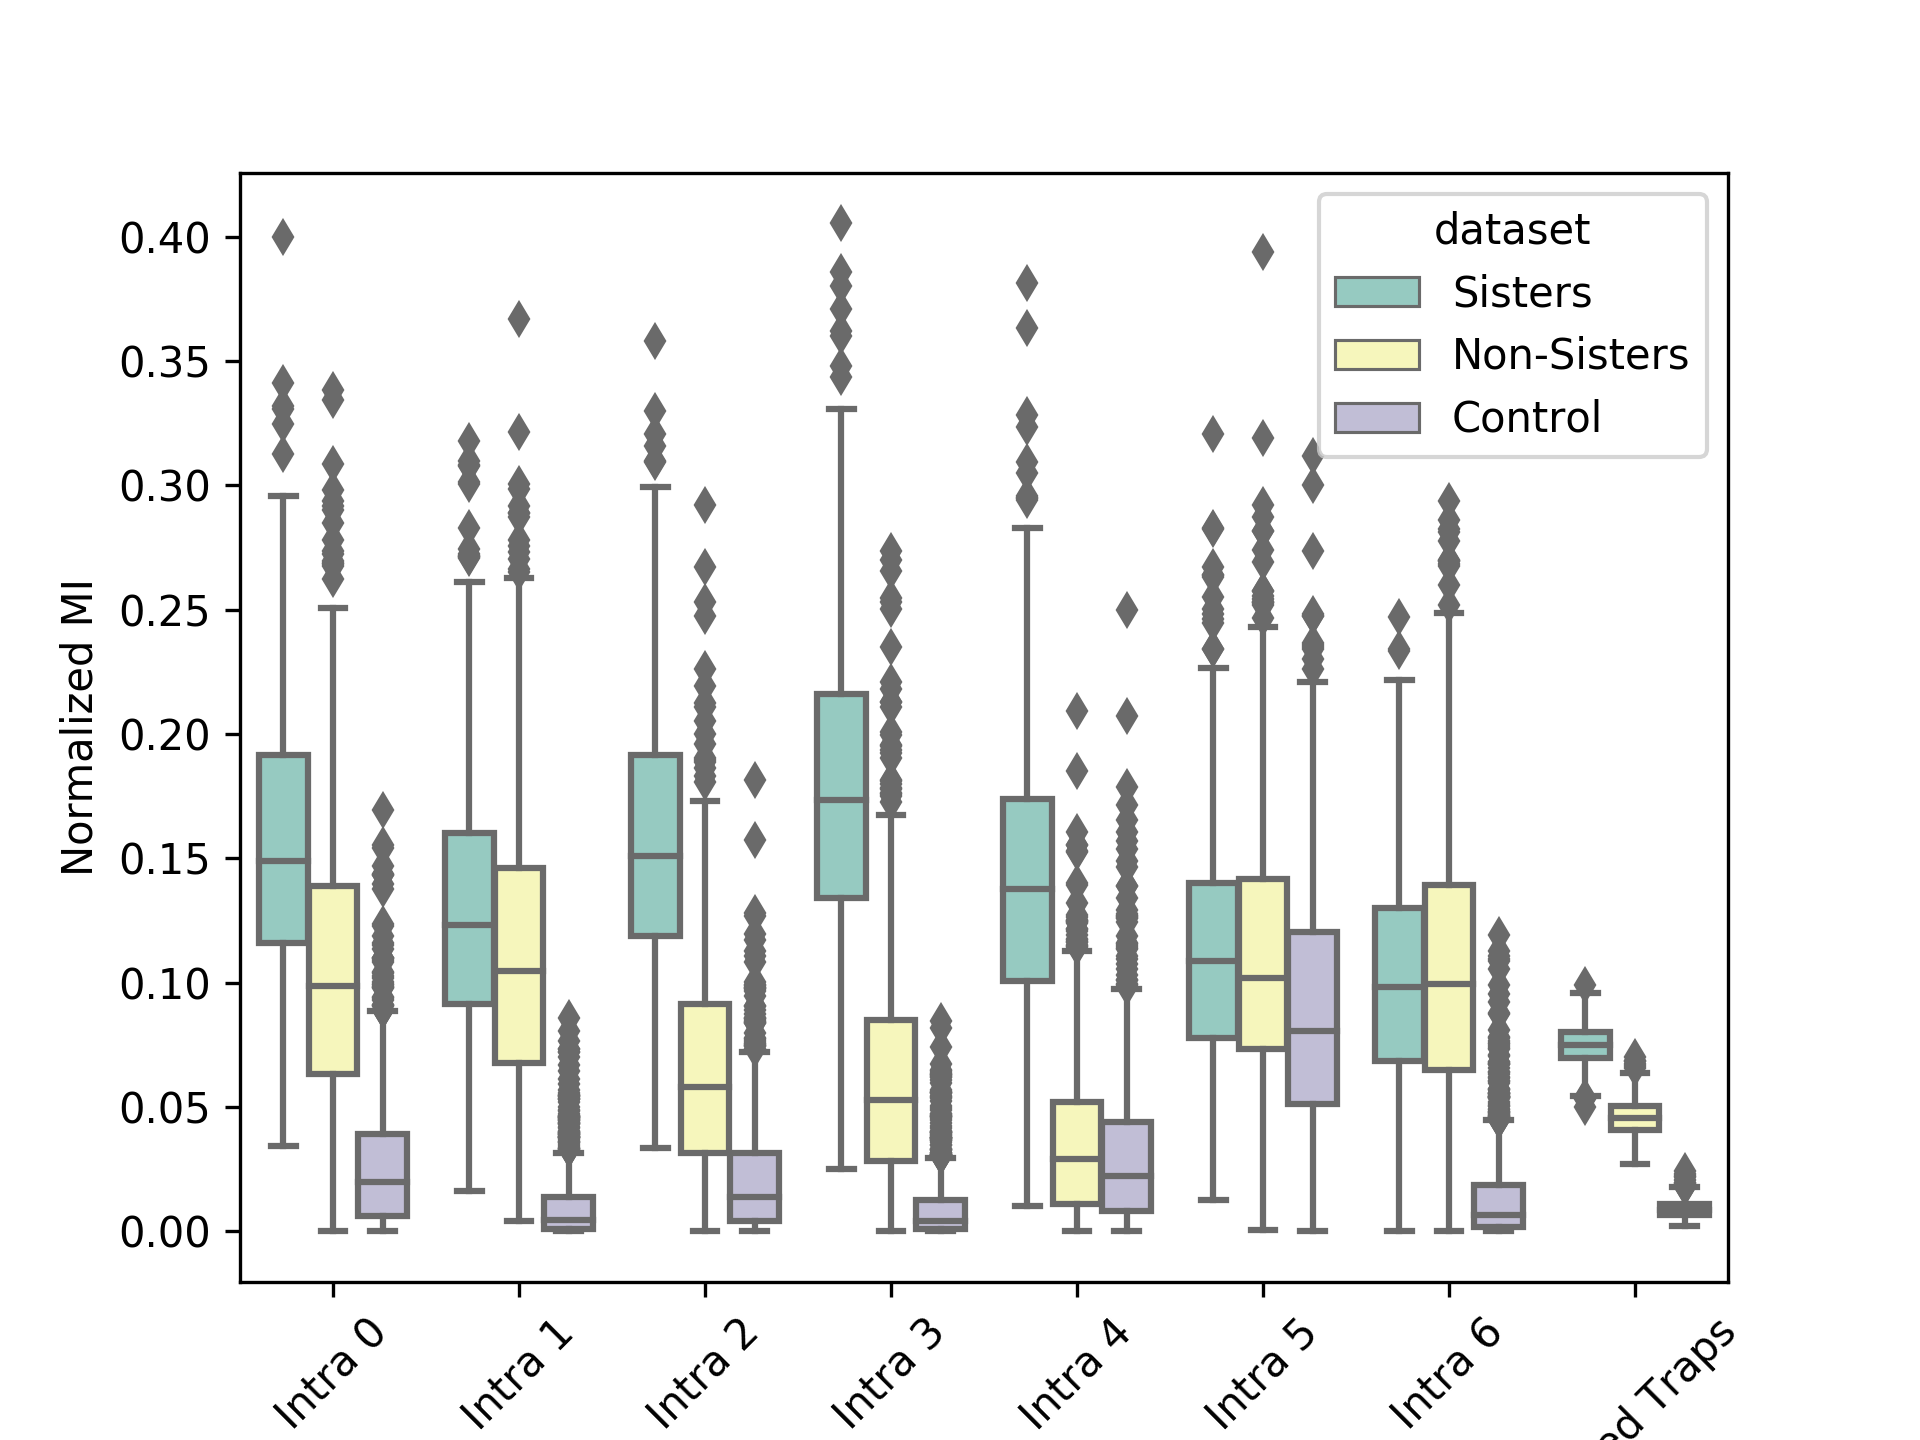 dataset
Sisters
Non-Sisters
Control
Normalized MI
0.40
0.35
0.30
0.25
0.20
0.15
0.10
0.05
0.00
Intra 0
Intra 1
Intra 2
Intra 3
Intra 4
Intra 5
Intra 6
Traps